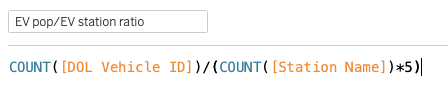 EV pop/EV station ratio
COUNT([DOL Vehicle ID])/(COUNT([Station Name])*5)